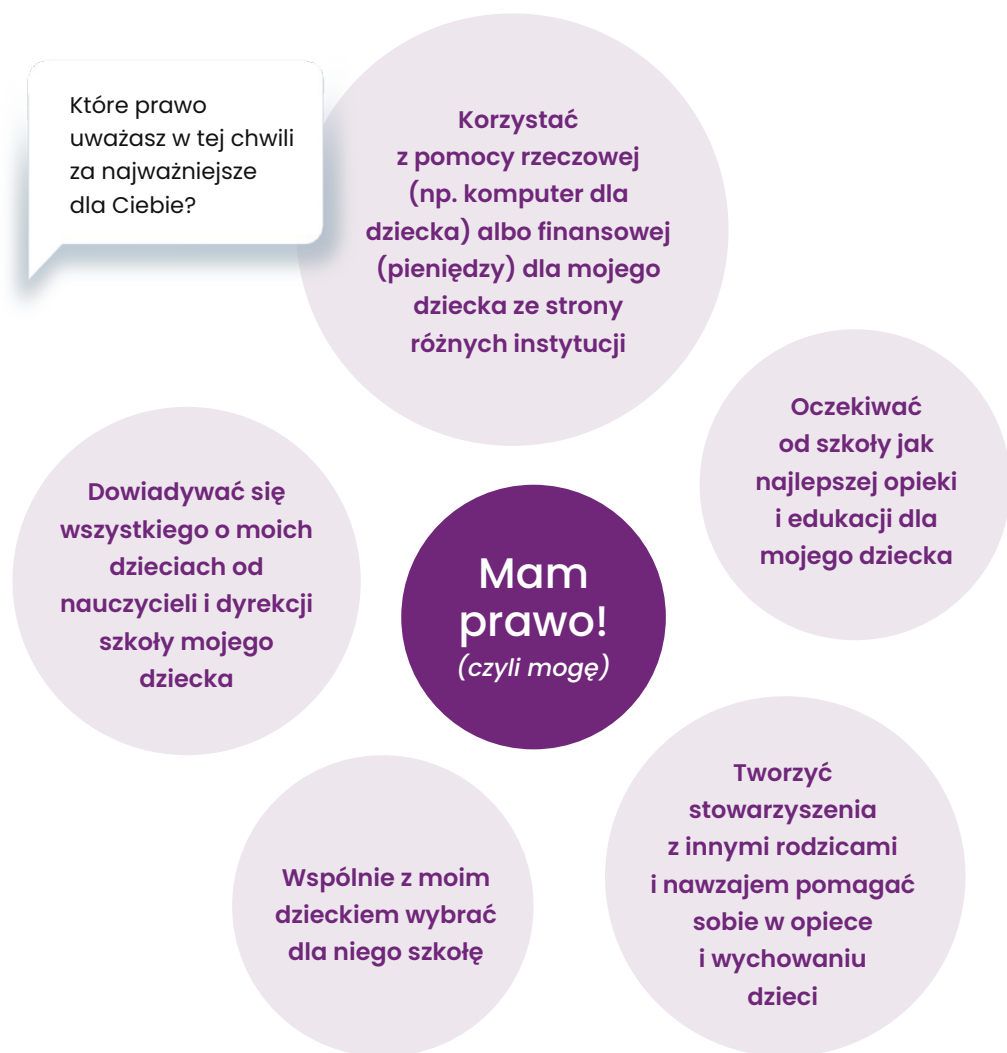 Które prawo
uważasz w tej chwili
za najważniejsze
dla Ciebie?
Korzystać
z pomocy rzeczowej
(np. komputer dla
dziecka) albo finansowej
(pieniędzy) dla mojego
dziecka ze strony
różnych instytucji
Oczekiwać
od szkoły jak
najlepszej opieki
i edukacji dla
mojego dziecka
Dowiadywać się
wszystkiego o moich
dzieciach od
nauczycieli i dyrekcji
szkoły mojego
dziecka
Mam
prawo!
(czyli mogę)
Tworzyć
stowarzyszenia
z innymi rodzicami
i nawzajem pomagać
sobie w opiece
i wychowaniu
dzieci
Wspólnie z moim
dzieckiem wybrać
dla niego szkołę